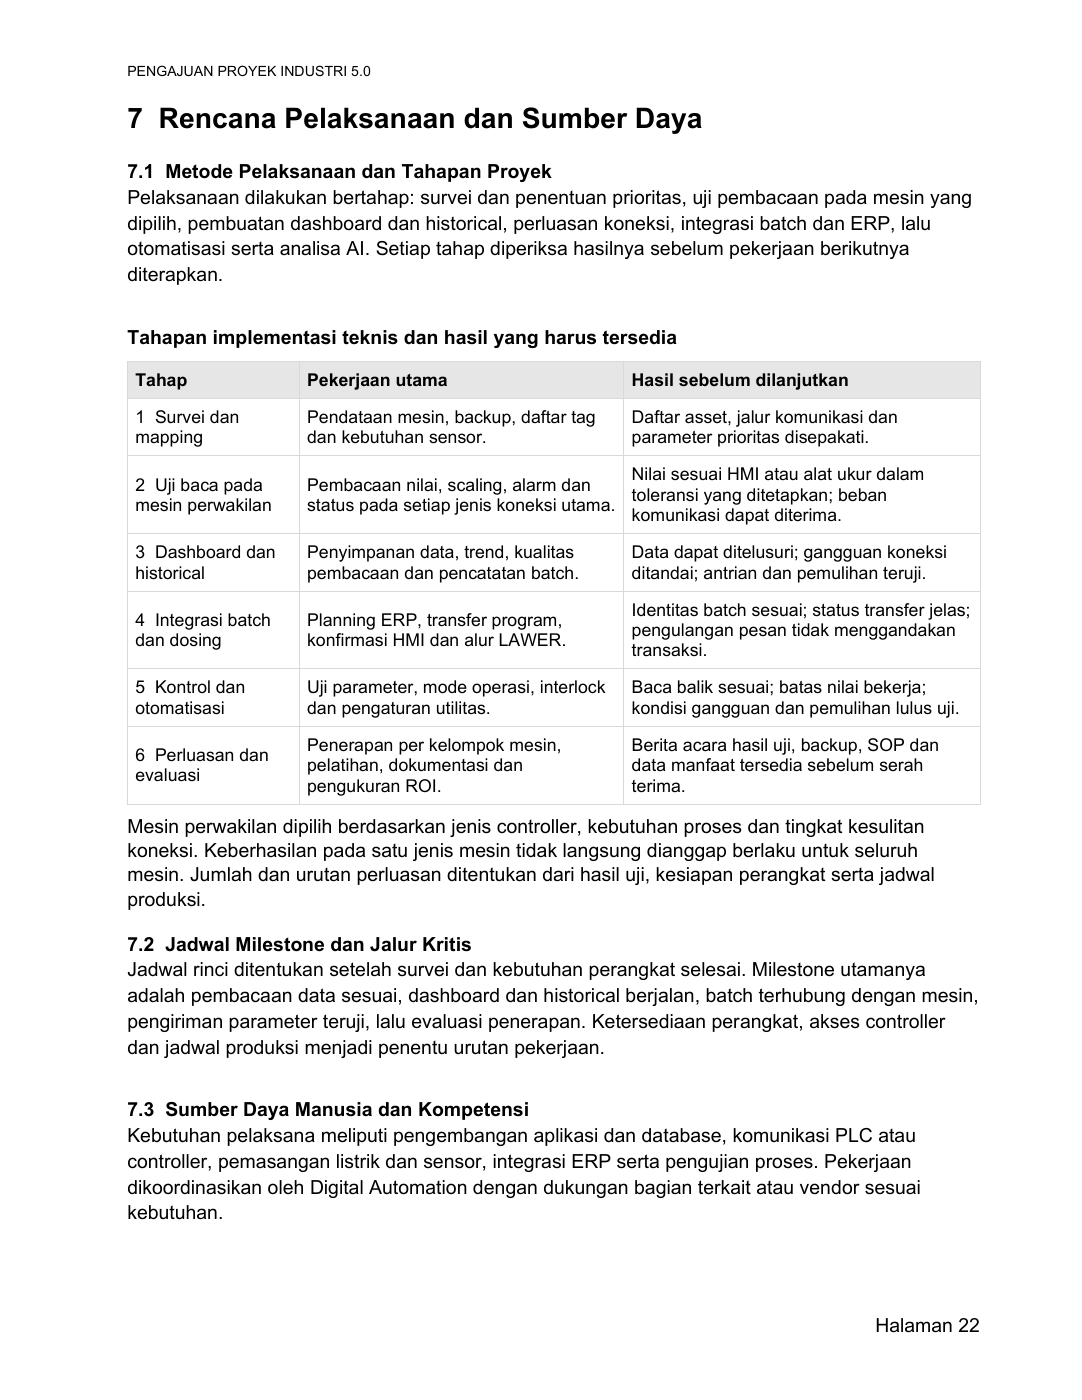 PENGAJUAN PROYEK INDUSTRI 5.0
7 Rencana Pelaksanaan dan Sumber Daya
7.1 Metode Pelaksanaan dan Tahapan Proyek
Pelaksanaan dilakukan bertahap: survei dan penentuan prioritas, uji pembacaan pada mesin yang
dipilih, pembuatan dashboard dan historical, perluasan koneksi, integrasi batch dan ERP, lalu
otomatisasi serta analisa AI. Setiap tahap diperiksa hasilnya sebelum pekerjaan berikutnya
diterapkan.
Tahapan implementasi teknis dan hasil yang harus tersedia
Tahap
Pekerjaan utama
Hasil sebelum dilanjutkan
1 Survei dan
mapping
Pendataan mesin, backup, daftar tag
dan kebutuhan sensor.
Daftar asset, jalur komunikasi dan
parameter prioritas disepakati.
2 Uji baca pada
mesin perwakilan
Pembacaan nilai, scaling, alarm dan
status pada setiap jenis koneksi utama.
Nilai sesuai HMI atau alat ukur dalam
toleransi yang ditetapkan; beban
komunikasi dapat diterima.
3 Dashboard dan
historical
Penyimpanan data, trend, kualitas
pembacaan dan pencatatan batch.
Data dapat ditelusuri; gangguan koneksi
ditandai; antrian dan pemulihan teruji.
4 Integrasi batch
dan dosing
Planning ERP, transfer program,
konfirmasi HMI dan alur LAWER.
Identitas batch sesuai; status transfer jelas;
pengulangan pesan tidak menggandakan
transaksi.
5 Kontrol dan
otomatisasi
Uji parameter, mode operasi, interlock
dan pengaturan utilitas.
Baca balik sesuai; batas nilai bekerja;
kondisi gangguan dan pemulihan lulus uji.
6 Perluasan dan
evaluasi
Penerapan per kelompok mesin,
pelatihan, dokumentasi dan
pengukuran ROI.
Berita acara hasil uji, backup, SOP dan
data manfaat tersedia sebelum serah
terima.
Mesin perwakilan dipilih berdasarkan jenis controller, kebutuhan proses dan tingkat kesulitan
koneksi. Keberhasilan pada satu jenis mesin tidak langsung dianggap berlaku untuk seluruh
mesin. Jumlah dan urutan perluasan ditentukan dari hasil uji, kesiapan perangkat serta jadwal
produksi.
7.2 Jadwal Milestone dan Jalur Kritis
Jadwal rinci ditentukan setelah survei dan kebutuhan perangkat selesai. Milestone utamanya
adalah pembacaan data sesuai, dashboard dan historical berjalan, batch terhubung dengan mesin,
pengiriman parameter teruji, lalu evaluasi penerapan. Ketersediaan perangkat, akses controller
dan jadwal produksi menjadi penentu urutan pekerjaan.
7.3 Sumber Daya Manusia dan Kompetensi
Kebutuhan pelaksana meliputi pengembangan aplikasi dan database, komunikasi PLC atau
controller, pemasangan listrik dan sensor, integrasi ERP serta pengujian proses. Pekerjaan
dikoordinasikan oleh Digital Automation dengan dukungan bagian terkait atau vendor sesuai
kebutuhan.
Halaman 22